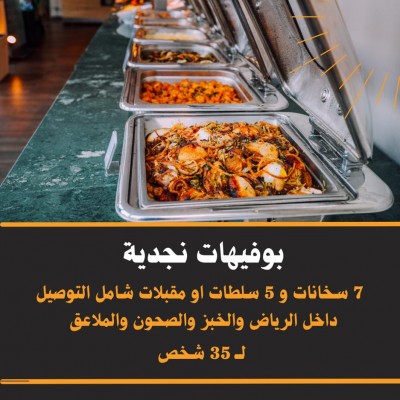 بوفيهات نجدية
7 سخانات و 5 سلطات او مقبلات شامل التوصيل
داخل الرياض والخبز والصحون والملاعق
لـ 35 شخص